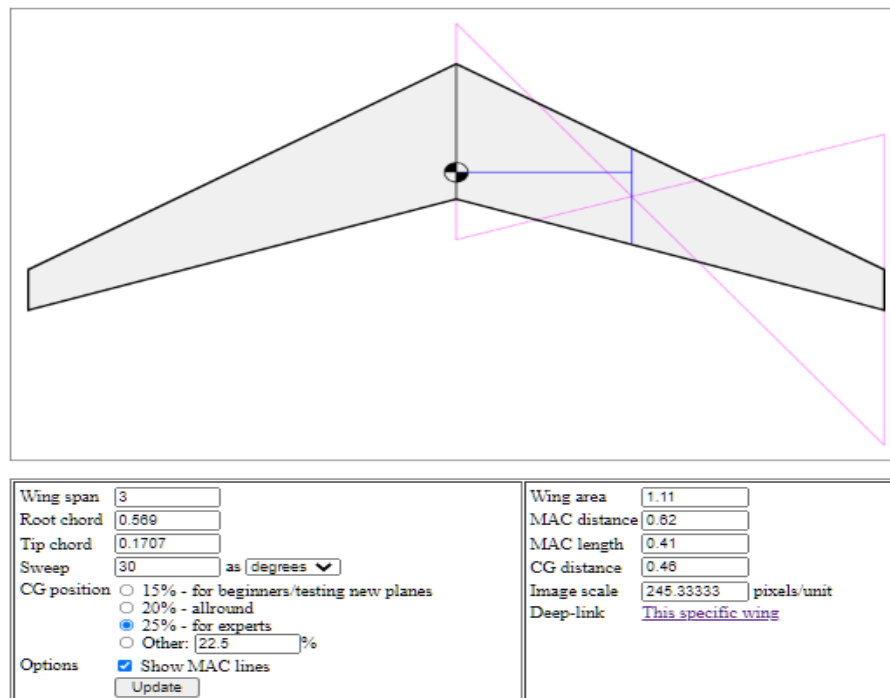 Wing span 3
Root chord 0.569
Tip chord 0.1707
Sweep 30 as degrees
CG position 15% - for beginners/testing new planes
20% - allround
25% - for experts
Other: 22.5 %
Options Show MAC lines
Update
Wing area 1.11
MAC distance 0.62
MAC length 0.41
CG distance 0.46
Image scale 245.33333 pixels/unit
Deep-link This specific wing